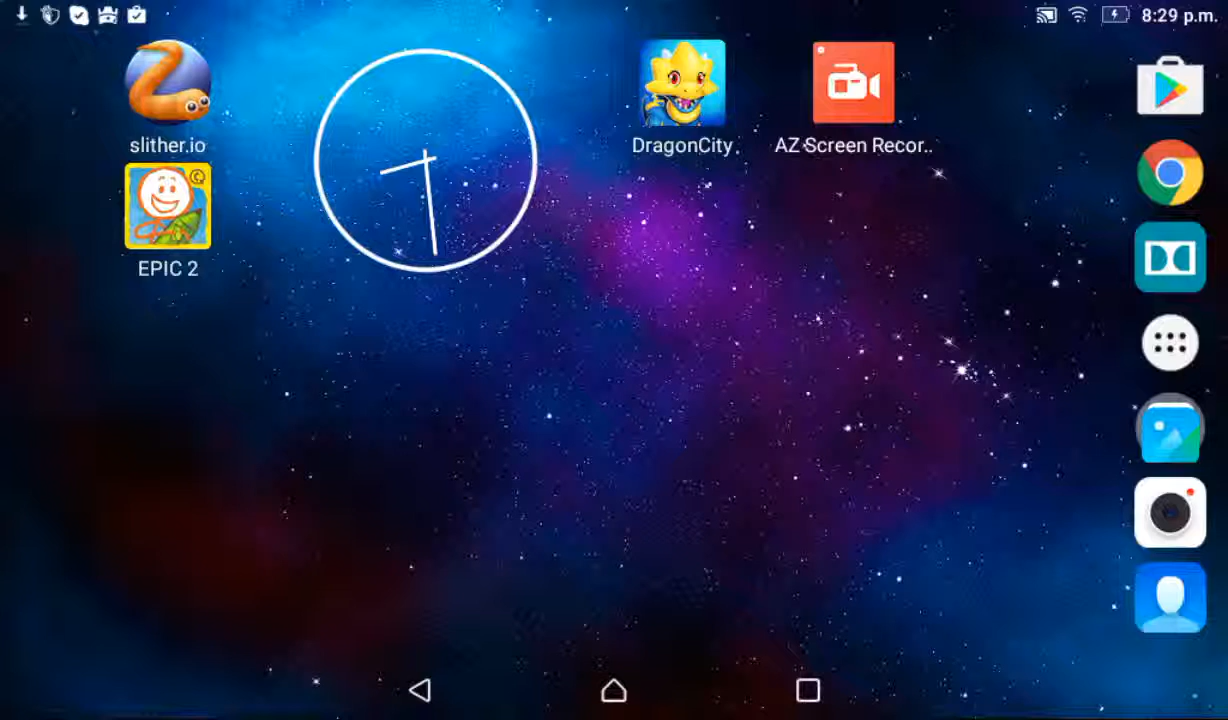 8:29 p.m.
slither.io
DragonCity
AZ Screen Recor..
EPIC 2